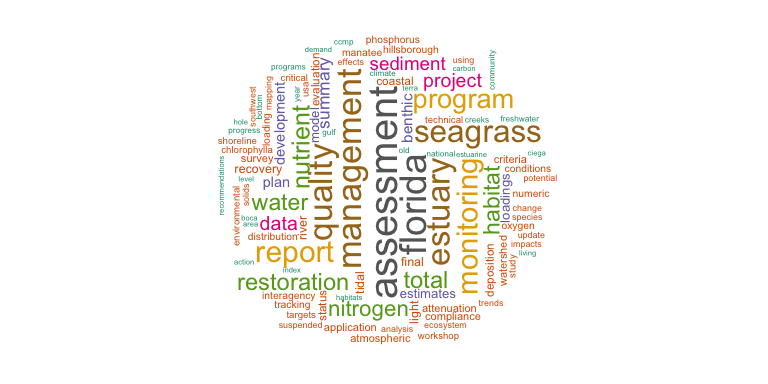 ccmp
phosphorus
demand
manatee
hillsborough
programs
effects
sediment
using
carbon
community
critical
usa
evaluation
summary
climate
coastal
project
terra
southwest
bottom
mapping
loading
development
year
model
management
assessment
benthic
program
hole
progress
gulf
technical
creeks
freshwater
seagrass
shoreline
chlorophylla
survey
recovery
nutrient
quality
old
florida
national
estuarine
estuary
ciega
criteria
conditions
potential
recommendations
level
plan
solids
environmental
water
monitoring
habitat
loadings
numeric
boca
area
data
river
change
species
oxygen
distribution
update
impacts
report
living
action
index
final
deposition
watershed
study
restoration
tidal
total
estimates
interagency
habitats
tracking
status
targets
nitrogen
light
attenuation
trends
compliance
suspended
application
analysis
ecosystem
atmospheric
workshop